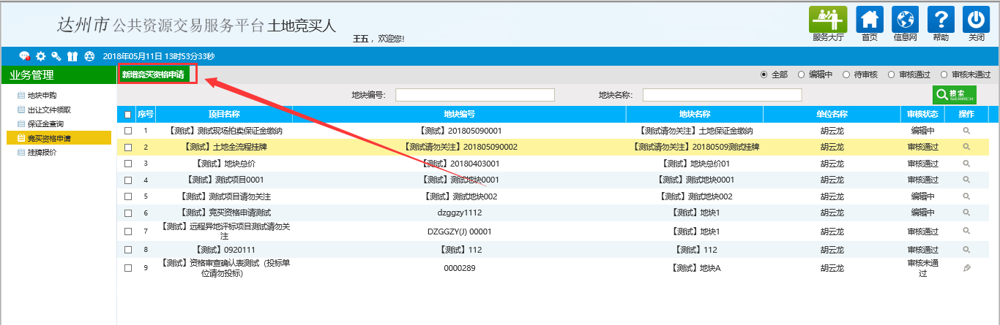 达州市 公共资源交易服务平台 土地竞买人
王五 ，欢迎您!
服务大厅 首页 信息网 帮助 关闭
2018年05月11日 13时53分33秒
业务管理
地块申购
出让文件领取
保证金查询
竞买资格申请
挂牌报价
新增竞买资格申请
全部 编辑中 待审核 审核通过 审核未通过
地块编号: 地块名称: 搜索 SEARCH
序号 项目名称 地块编号 地块名称 单位名称 审核状态 操作
1 【测试】测试现场拍卖保证金缴纳 【测试】201805090001 【测试请勿关注】土地保证金缴纳 胡云龙 编辑中
2 【测试】土地全流程挂牌 【测试请勿关注】201805090002 【测试请勿关注】20180509测试挂牌 胡云龙 审核通过
3 【测试】地块总价 【测试】20180403001 【测试】地块总价01 胡云龙 审核通过
4 【测试】测试项目0001 【测试】测试地块0001 【测试】测试地块0001 胡云龙 审核通过
5 【测试】测试项目请勿关注 【测试】测试地块002 【测试】测试地块002 胡云龙 编辑中
6 【测试】竞买资格申请测试 dzggzy1112 【测试】地块1 胡云龙 编辑中
7 【测试】远程异地评标项目测试请勿关
注 DZGGZY(J) 00001 【测试】地块1 胡云龙 审核通过
8 【测试】0920111 【测试】112 【测试】112 胡云龙 审核通过
9 【测试】资格审查确认表测试（投标单
位请勿投标） 0000289 【测试】地块A 胡云龙 审核未通
过